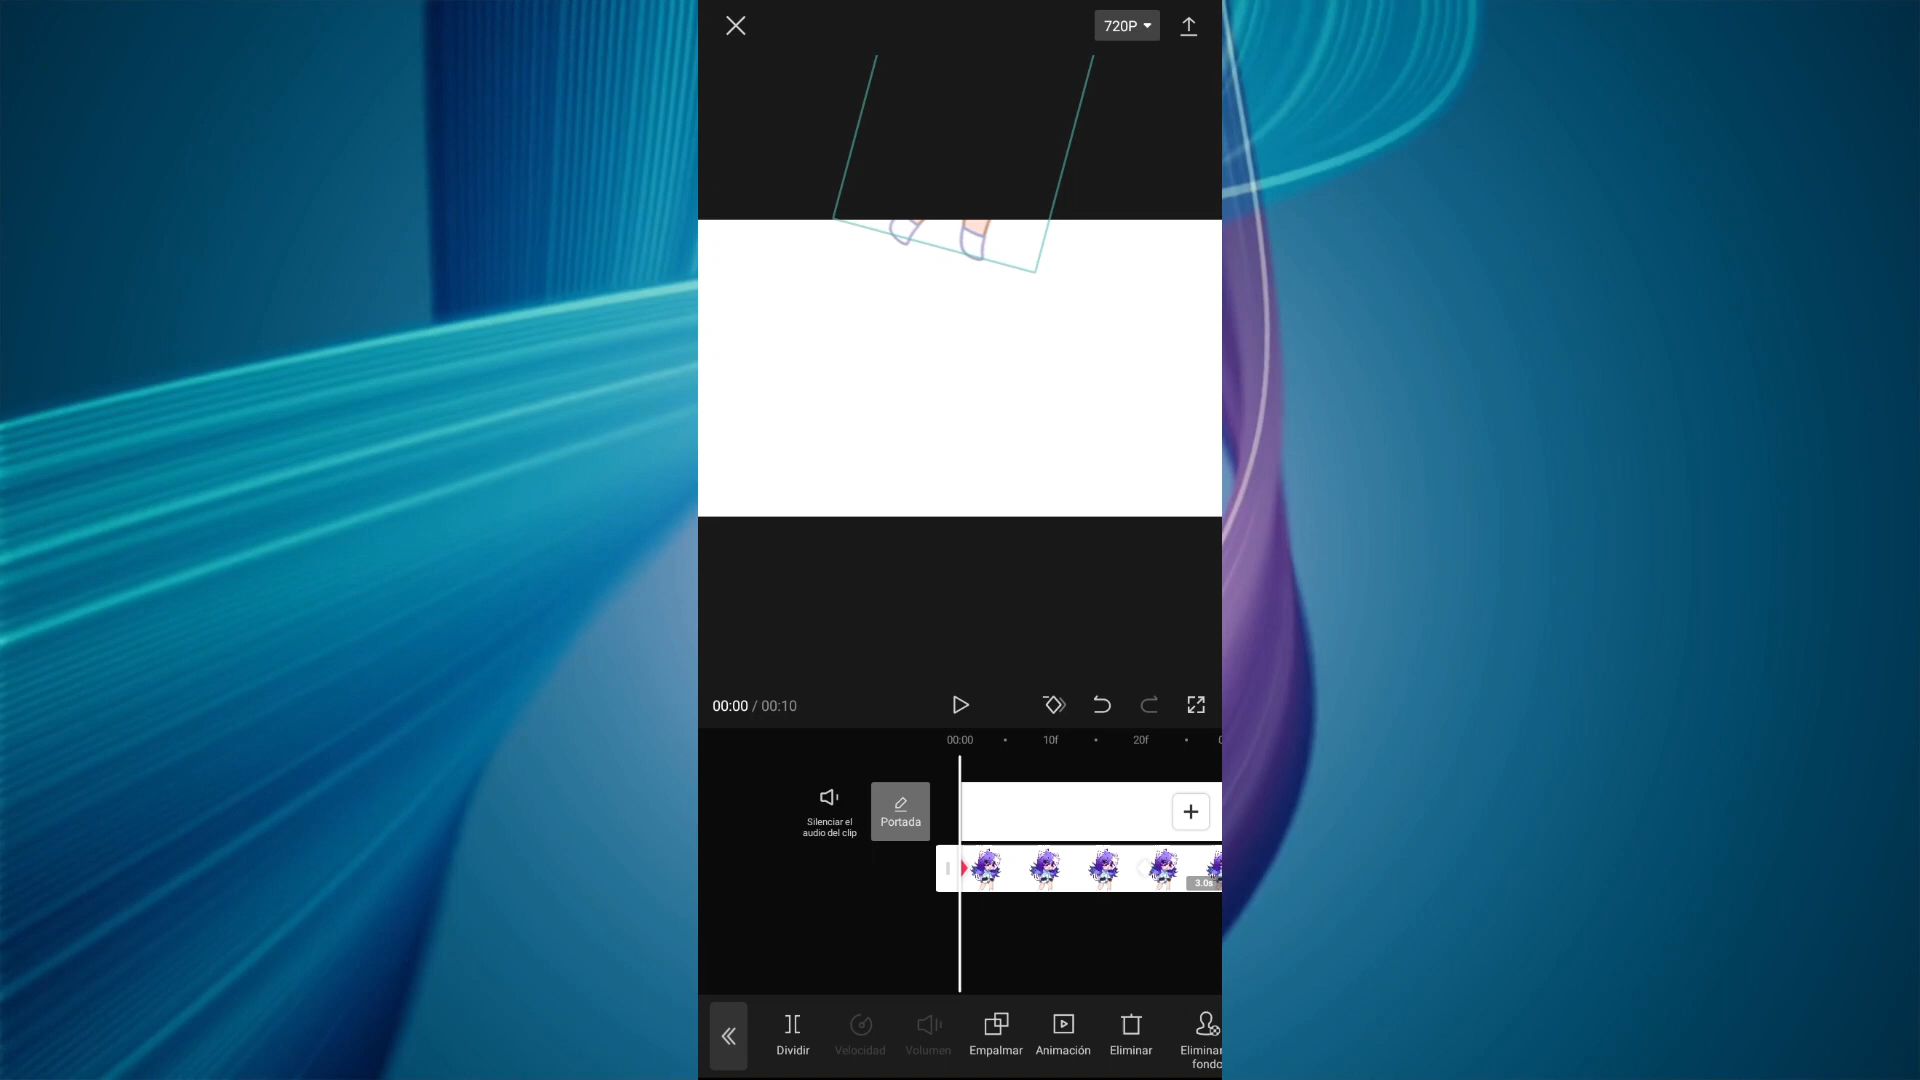 720P
00:00 / 00:10
00:00 10f 20f
Silenciar el
audio del clip
Portada
3.0s
Dividir
Velocidad
Volumen
Empalmar
Animación
Eliminar
Eliminar
fondo